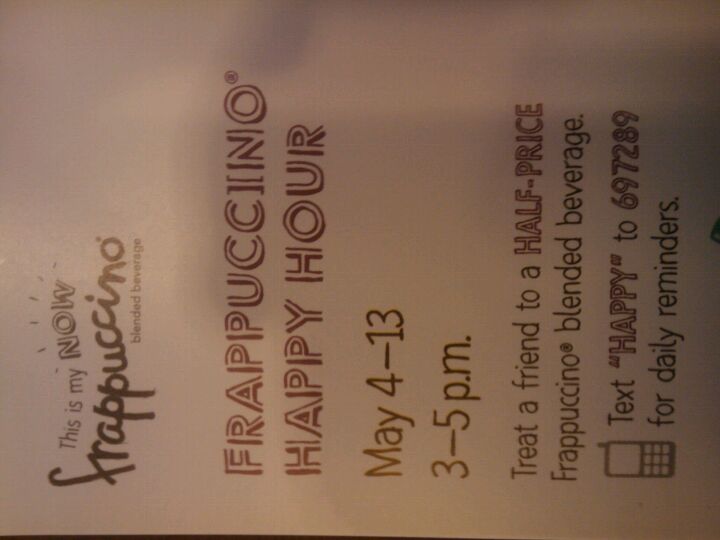 This is my NOW
frappuccino®
blended beverage
FRAPPUCCINO®
HAPPY HOUR
May 4–13
3–5 p.m.
Treat a friend to a HALF-PRICE
Frappuccino® blended beverage.
Text "HAPPY" to 697289
for daily reminders.